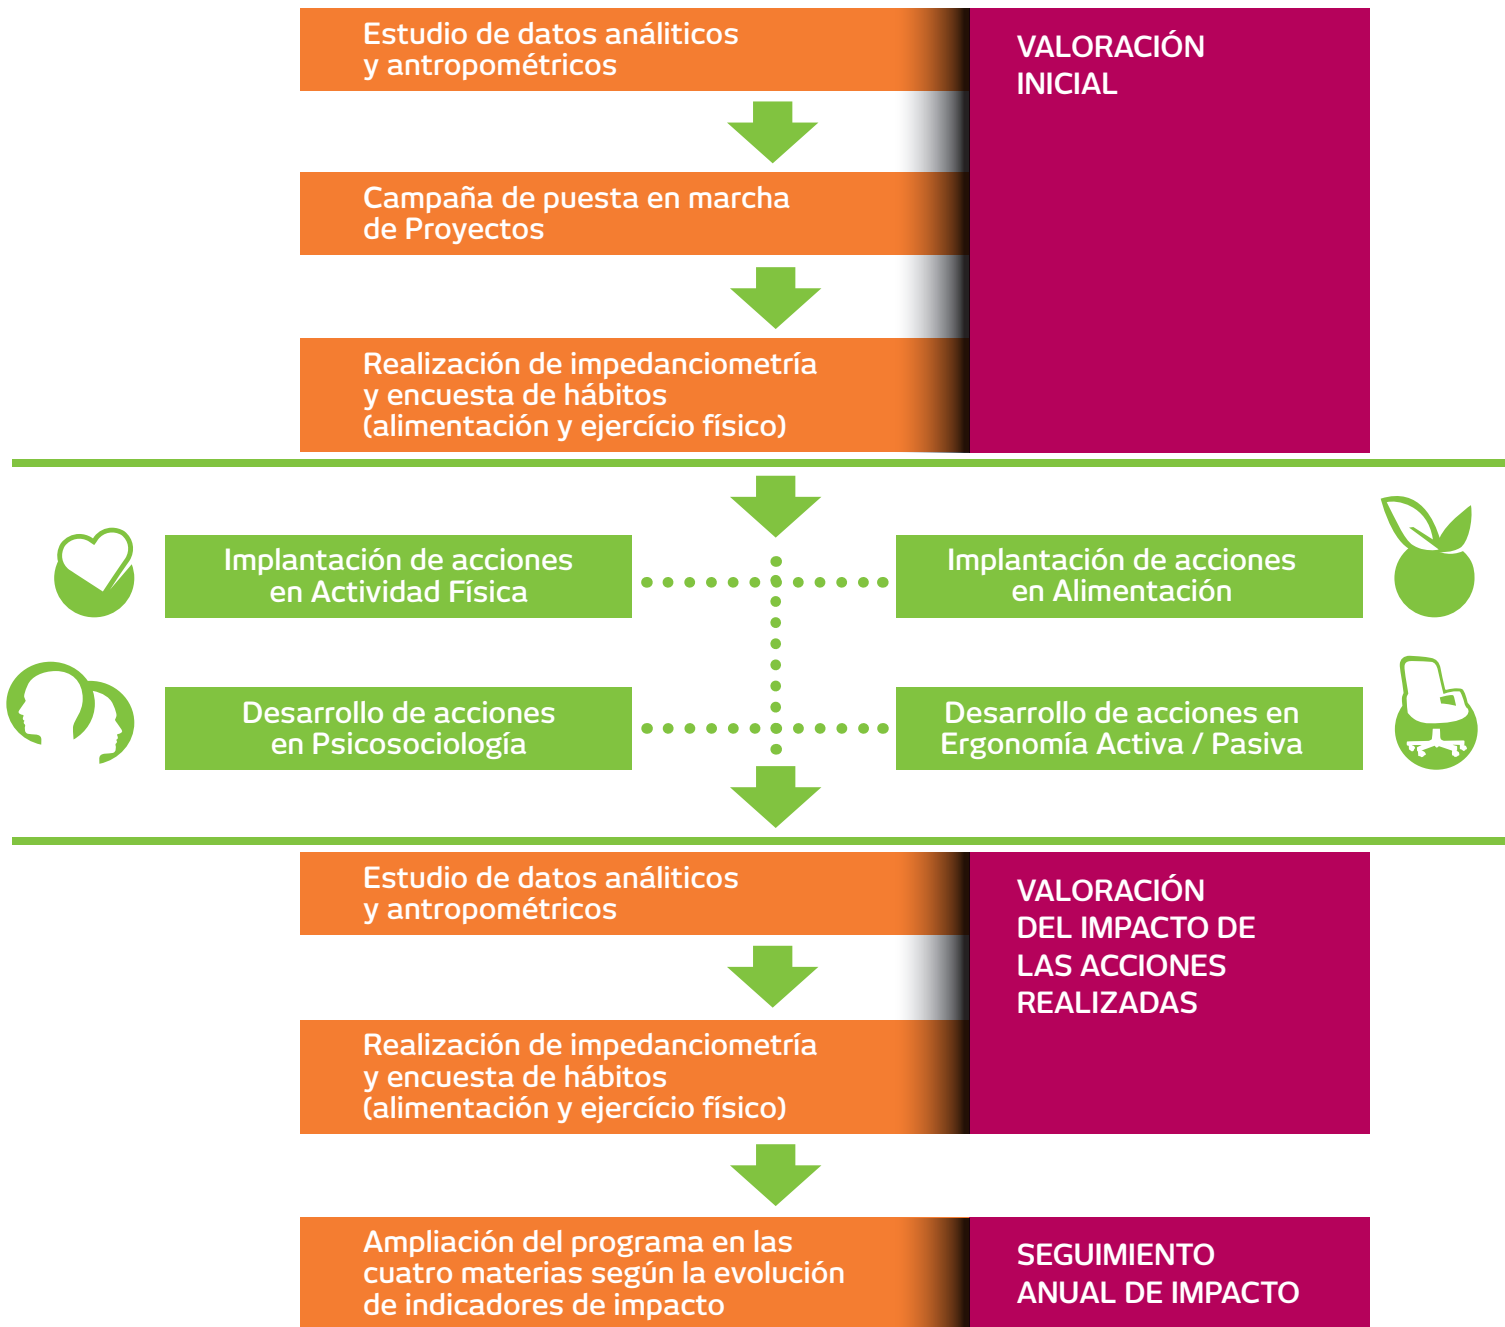 Estudio de datos análiticos
y antropométricos
VALORACIÓN
INICIAL
Campaña de puesta en marcha
de Proyectos
Realización de impedanciometría
y encuesta de hábitos
(alimentación y ejercício físico)
Implantación de acciones
en Actividad Física
Implantación de acciones
en Alimentación
Desarrollo de acciones
en Psicosociología
Desarrollo de acciones en
Ergonomía Activa / Pasiva
Estudio de datos análiticos
y antropométricos
VALORACIÓN
DEL IMPACTO DE
LAS ACCIONES
REALIZADAS
Realización de impedanciometría
y encuesta de hábitos
(alimentación y ejercício físico)
Ampliación del programa en las
cuatro materias según la evolución
de indicadores de impacto
SEGUIMIENTO
ANUAL DE IMPACTO